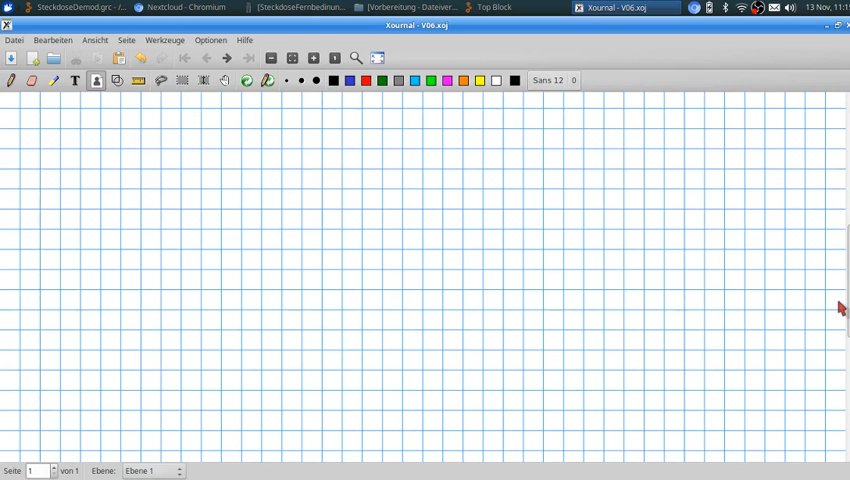 SteckdoseDemod.grc - /...
Nextcloud - Chromium
[SteckdoseFernbedinun...
[Vorbereitung - Dateiver...
Top Block
Xournal - V06.xoj
13 Nov, 11:1
Xournal - V06.xoj
Datei Bearbeiten Ansicht Seite Werkzeuge Optionen Hilfe
Sans 12 0
Seite 1 von 1 Ebene: Ebene 1